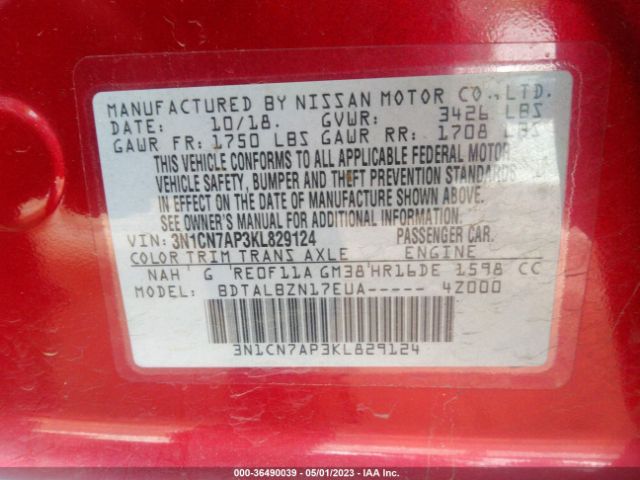 MANUFACTURED BY NISSAN MOTOR CO., LTD.
DATE: 10/18. GVWR: 3426 LBS
GAWR FR: 1750 LBS GAWR RR: 1708 LBS
THIS VEHICLE CONFORMS TO ALL APPLICABLE FEDERAL MOTOR
VEHICLE SAFETY, BUMPER AND THEFT PREVENTION STANDARDS
IN EFFECT ON THE DATE OF MANUFACTURE SHOWN ABOVE.
SEE OWNER'S MANUAL FOR ADDITIONAL INFORMATION.
VIN: 3N1CN7AP3KL829124 PASSENGER CAR.
COLOR TRIM TRANS AXLE ENGINE
NAH G RE0F11A GM38 HR16DE 1598 CC
MODEL: BDTALBZN17EUA----- 4Z000
3N1CN7AP3KL829124
000-36490039 - 05/01/2023 - IAA Inc.